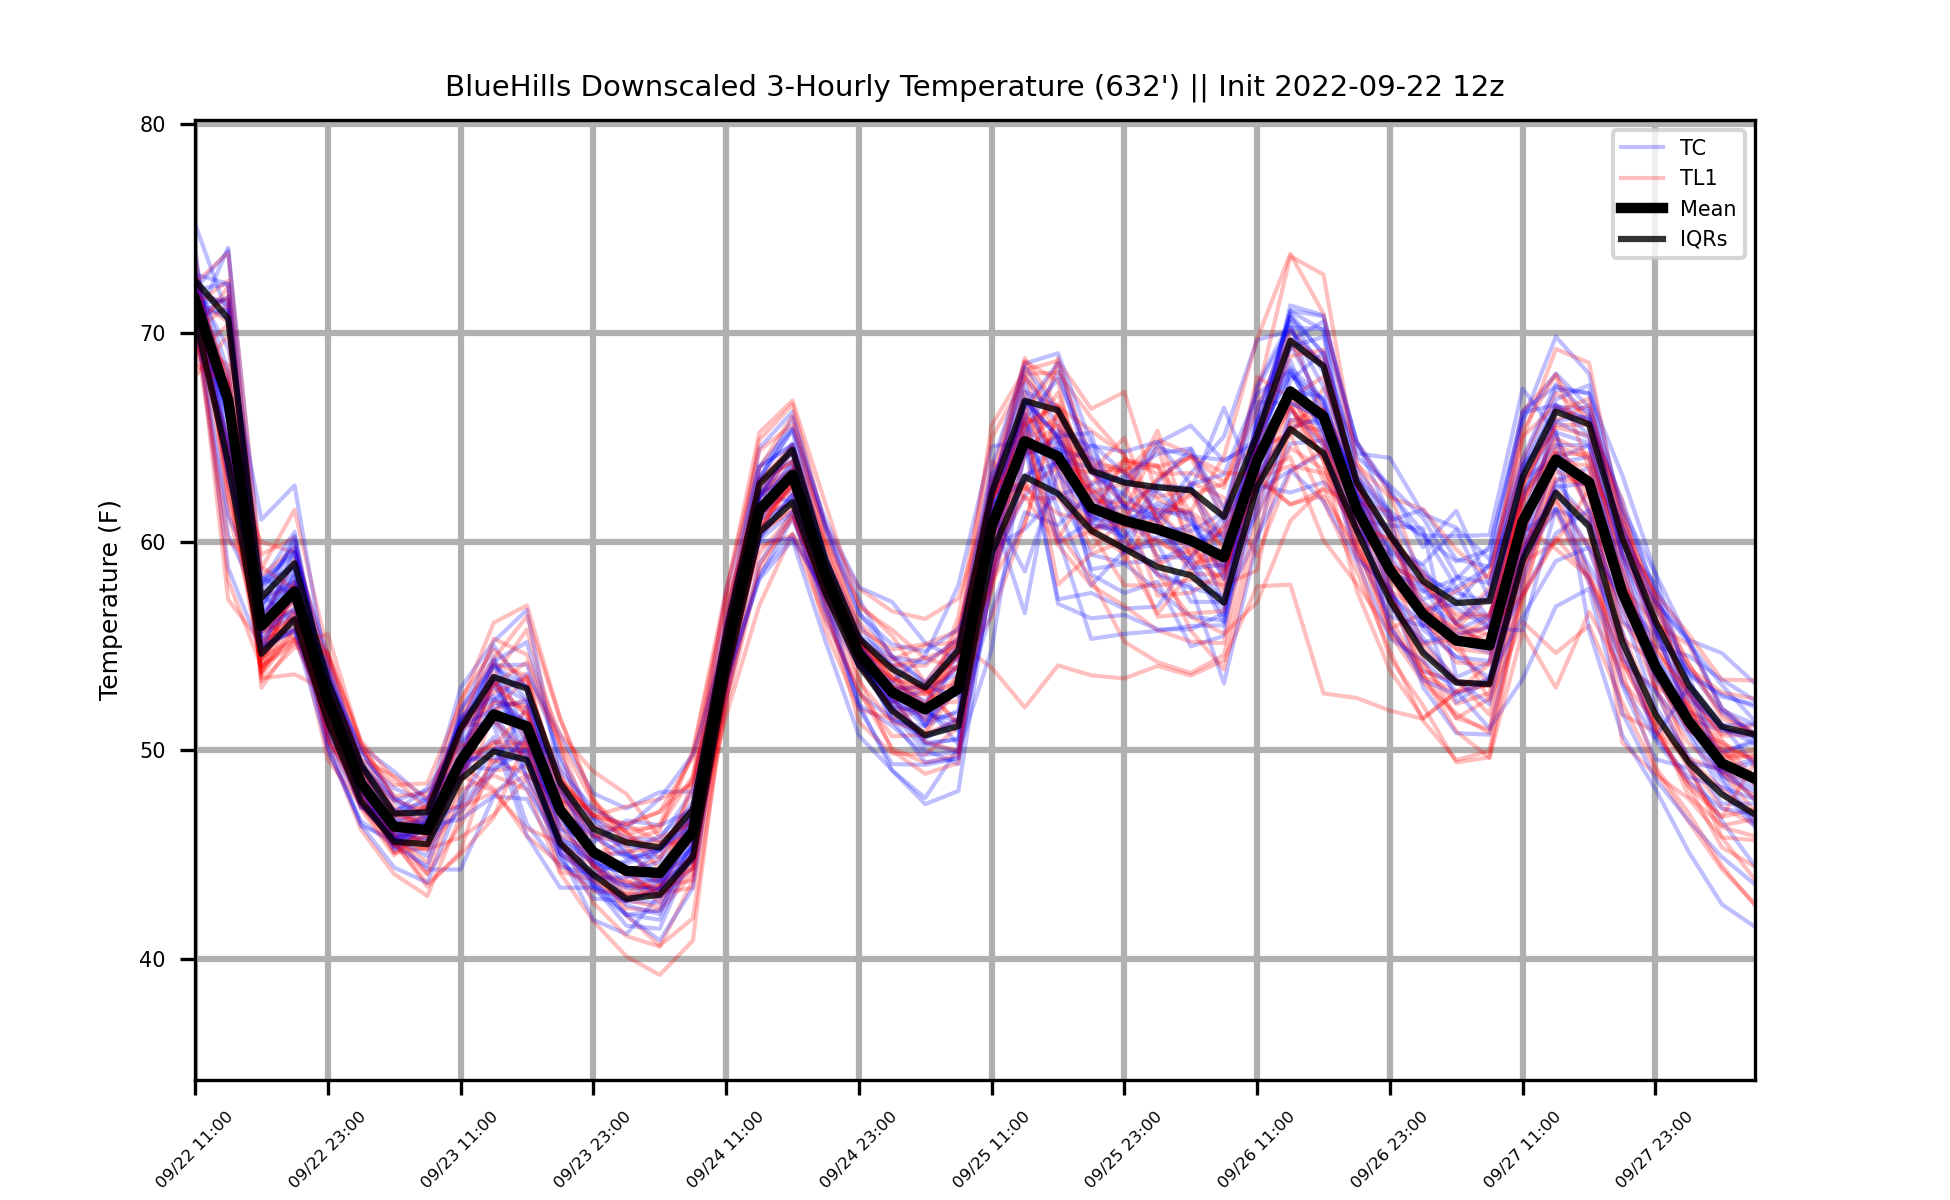 BlueHills Downscaled 3-Hourly Temperature (632') || Init 2022-09-22 12z
TC
TL1
Mean
IQRs
Temperature (F)
80
70
60
50
40
09/22 11:00
09/22 23:00
09/23 11:00
09/23 23:00
09/24 11:00
09/24 23:00
09/25 11:00
09/25 23:00
09/26 11:00
09/26 23:00
09/27 11:00
09/27 23:00